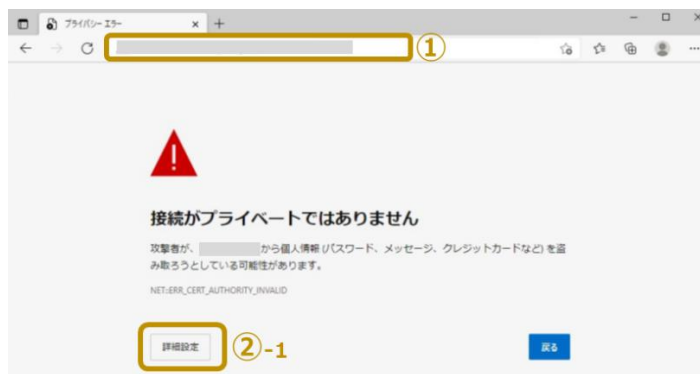 プライバシー エラー
①
接続がプライベートではありません
攻撃者が、 から個人情報 (パスワード、メッセージ、クレジットカードなど) を盗
み取ろうとしている可能性があります。
NET::ERR_CERT_AUTHORITY_INVALID
詳細設定
②-1
戻る